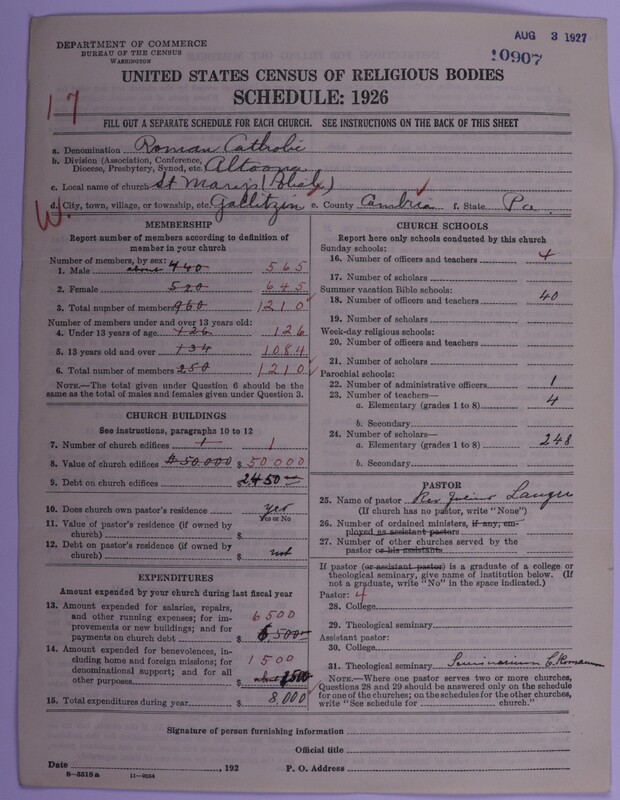 AUG 3 1927
10907
DEPARTMENT OF COMMERCE
BUREAU OF THE CENSUS
WASHINGTON
UNITED STATES CENSUS OF RELIGIOUS BODIES
SCHEDULE: 1926
17
FILL OUT A SEPARATE SCHEDULE FOR EACH CHURCH. SEE INSTRUCTIONS ON THE BACK OF THIS SHEET
a. Denomination Roman Catholic
b. Division (Association, Conference, Diocese, Presbytery, Synod, etc. Altoona
c. Local name of church St Marys (Polish)
W.
d. City, town, village, or township, etc. Gallitzin e. County Cambria f. State Pa
MEMBERSHIP
Report number of members according to definition of
member in your church
Number of members, by sex:
1. Male about 440 565
2. Female 520 645
3. Total number of members 960 1210
Number of members under and over 13 years old:
4. Under 13 years of age 126 126
5. 13 years old and over 134 1084
6. Total number of members 250 1210
NOTE.—The total given under Question 6 should be the
same as the total of males and females given under Question 3.
CHURCH BUILDINGS
See instructions, paragraphs 10 to 12
7. Number of church edifices 1 1
8. Value of church edifices $50.000 $ 50000
9. Debt on church edifices $ 2450
10. Does church own pastor's residence yes
Yes or No
11. Value of pastor's residence (if owned by
church) $
12. Debt on pastor's residence (if owned by
church) $
EXPENDITURES
Amount expended by your church during last fiscal year
13. Amount expended for salaries, repairs,
and other running expenses; for im-
provements or new buildings; and for
payments on church debt $ 6500
14. Amount expended for benevolences, in-
cluding home and foreign missions; for
denominational support; and for all
other purposes $ about 1500
1500
15. Total expenditures during year $ 8,000
CHURCH SCHOOLS
Report here only schools conducted by this church
Sunday schools:
16. Number of officers and teachers
17. Number of scholars
Summer vacation Bible schools:
18. Number of officers and teachers 40
19. Number of scholars
Week-day religious schools:
20. Number of officers and teachers
21. Number of scholars
Parochial schools:
22. Number of administrative officers 1
23. Number of teachers—
a. Elementary (grades 1 to 8) 4
b. Secondary
24. Number of scholars—
a. Elementary (grades 1 to 8) 248
b. Secondary
PASTOR
25. Name of pastor Rev
(If church has no pastor, write "None")
26. Number of ordained ministers, if any, em-
ployed as assistant pastors
27. Number of other churches served by the
pastor or his assistants
If pastor (or assistant pastor) is a graduate of a college or
theological seminary, give name of institution below. (If
not a graduate, write "No" in the space indicated.)
Pastor: 4
28. College
29. Theological seminary
Assistant pastor:
30. College
31. Theological seminary Seminarium
NOTE.—Where one pastor serves two or more churches,
Questions 28 and 29 should be answered only on the schedule
for one of the churches; on the schedules for the other churches,
write "See schedule for church."
Signature of person furnishing information
Official title
Date , 192 P. O. Address
8-5518a 11-9184